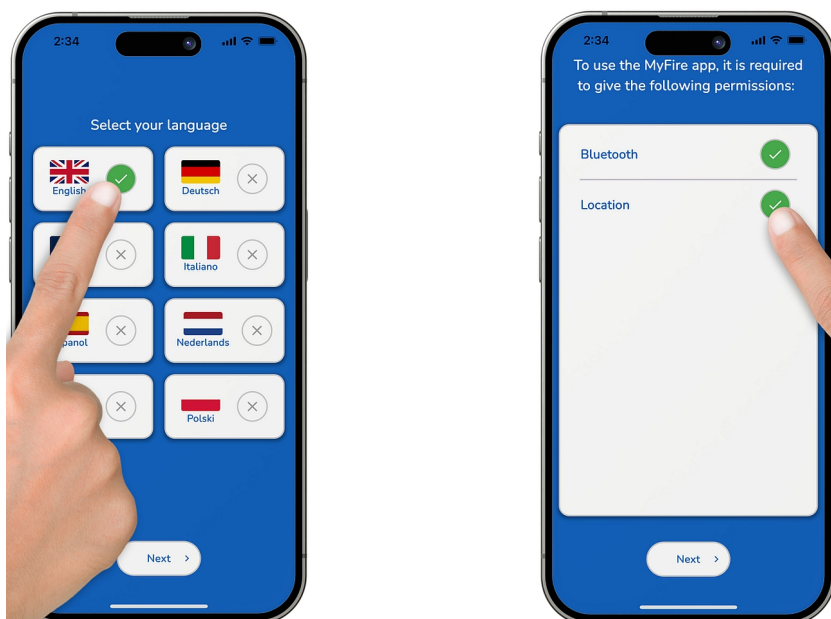 2:34
Select your language
English
Deutsch
Italiano
panol
Nederlands
Polski
Next
2:34
To use the MyFire app, it is required
to give the following permissions:
Bluetooth
Location
Next